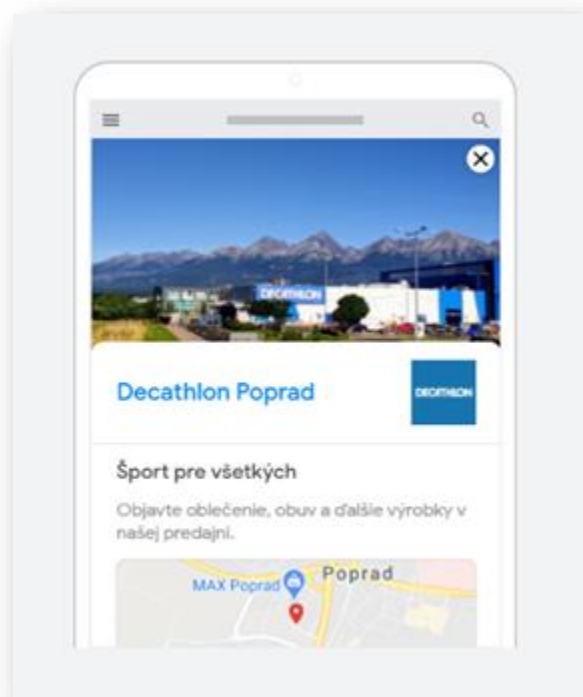 DECATHLON
Decathlon Poprad
DECATHLON
Šport pre všetkých
Objavte oblečenie, obuv a ďalšie výrobky v
našej predajni.
Poprad
MAX Poprad